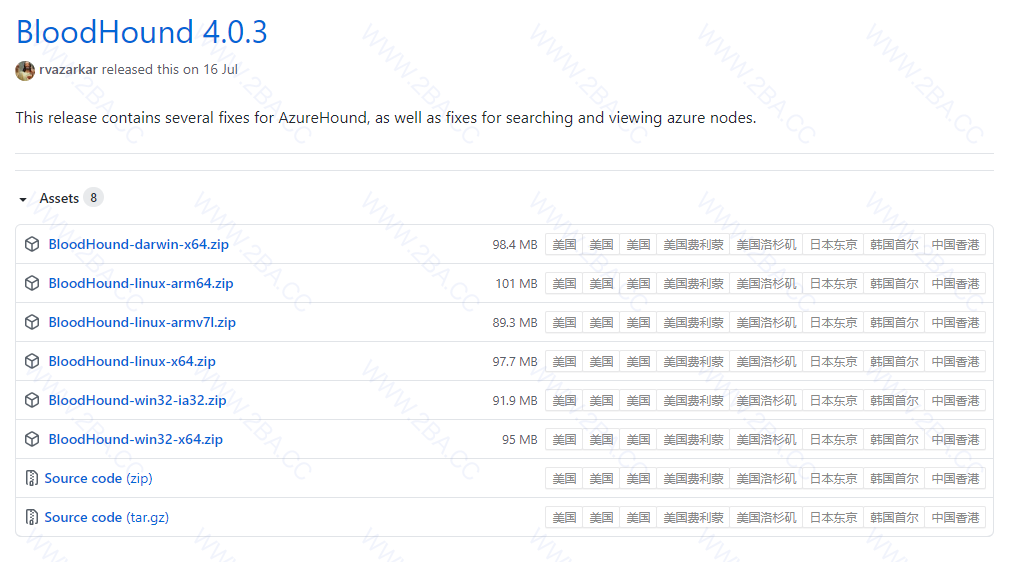 BloodHound 4.0.3
rvazarkar released this on 16 Jul
This release contains several fixes for AzureHound, as well as fixes for searching and viewing azure nodes.
Assets 8
BloodHound-darwin-x64.zip 98.4 MB 美国 美国 美国 美国费利蒙 美国洛杉矶 日本东京 韩国首尔 中国香港
BloodHound-linux-arm64.zip 101 MB 美国 美国 美国 美国费利蒙 美国洛杉矶 日本东京 韩国首尔 中国香港
BloodHound-linux-armv7l.zip 89.3 MB 美国 美国 美国 美国费利蒙 美国洛杉矶 日本东京 韩国首尔 中国香港
BloodHound-linux-x64.zip 97.7 MB 美国 美国 美国 美国费利蒙 美国洛杉矶 日本东京 韩国首尔 中国香港
BloodHound-win32-ia32.zip 91.9 MB 美国 美国 美国 美国费利蒙 美国洛杉矶 日本东京 韩国首尔 中国香港
BloodHound-win32-x64.zip 95 MB 美国 美国 美国 美国费利蒙 美国洛杉矶 日本东京 韩国首尔 中国香港
Source code (zip) 美国 美国 美国 美国费利蒙 美国洛杉矶 日本东京 韩国首尔 中国香港
Source code (tar.gz) 美国 美国 美国 美国费利蒙 美国洛杉矶 日本东京 韩国首尔 中国香港
WWW.2BA.CC